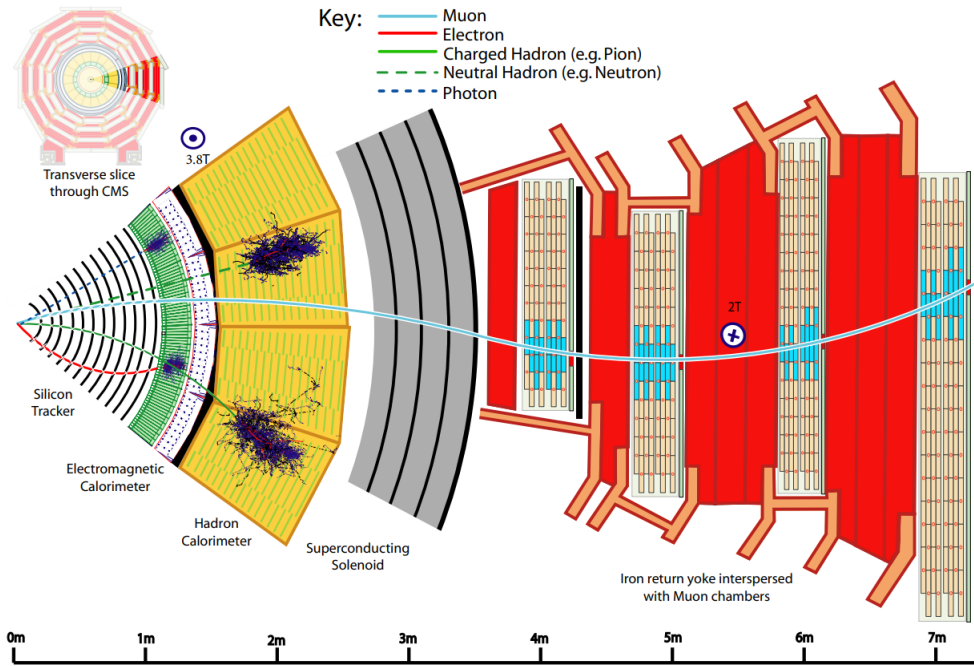 Key:
Muon
Electron
Charged Hadron (e.g. Pion)
Neutral Hadron (e.g. Neutron)
Photon
3.8T
Transverse slice
through CMS
2T
Silicon
Tracker
Electromagnetic
Calorimeter
Hadron
Calorimeter
Superconducting
Solenoid
Iron return yoke interspersed
with Muon chambers
0m 1m 2m 3m 4m 5m 6m 7m